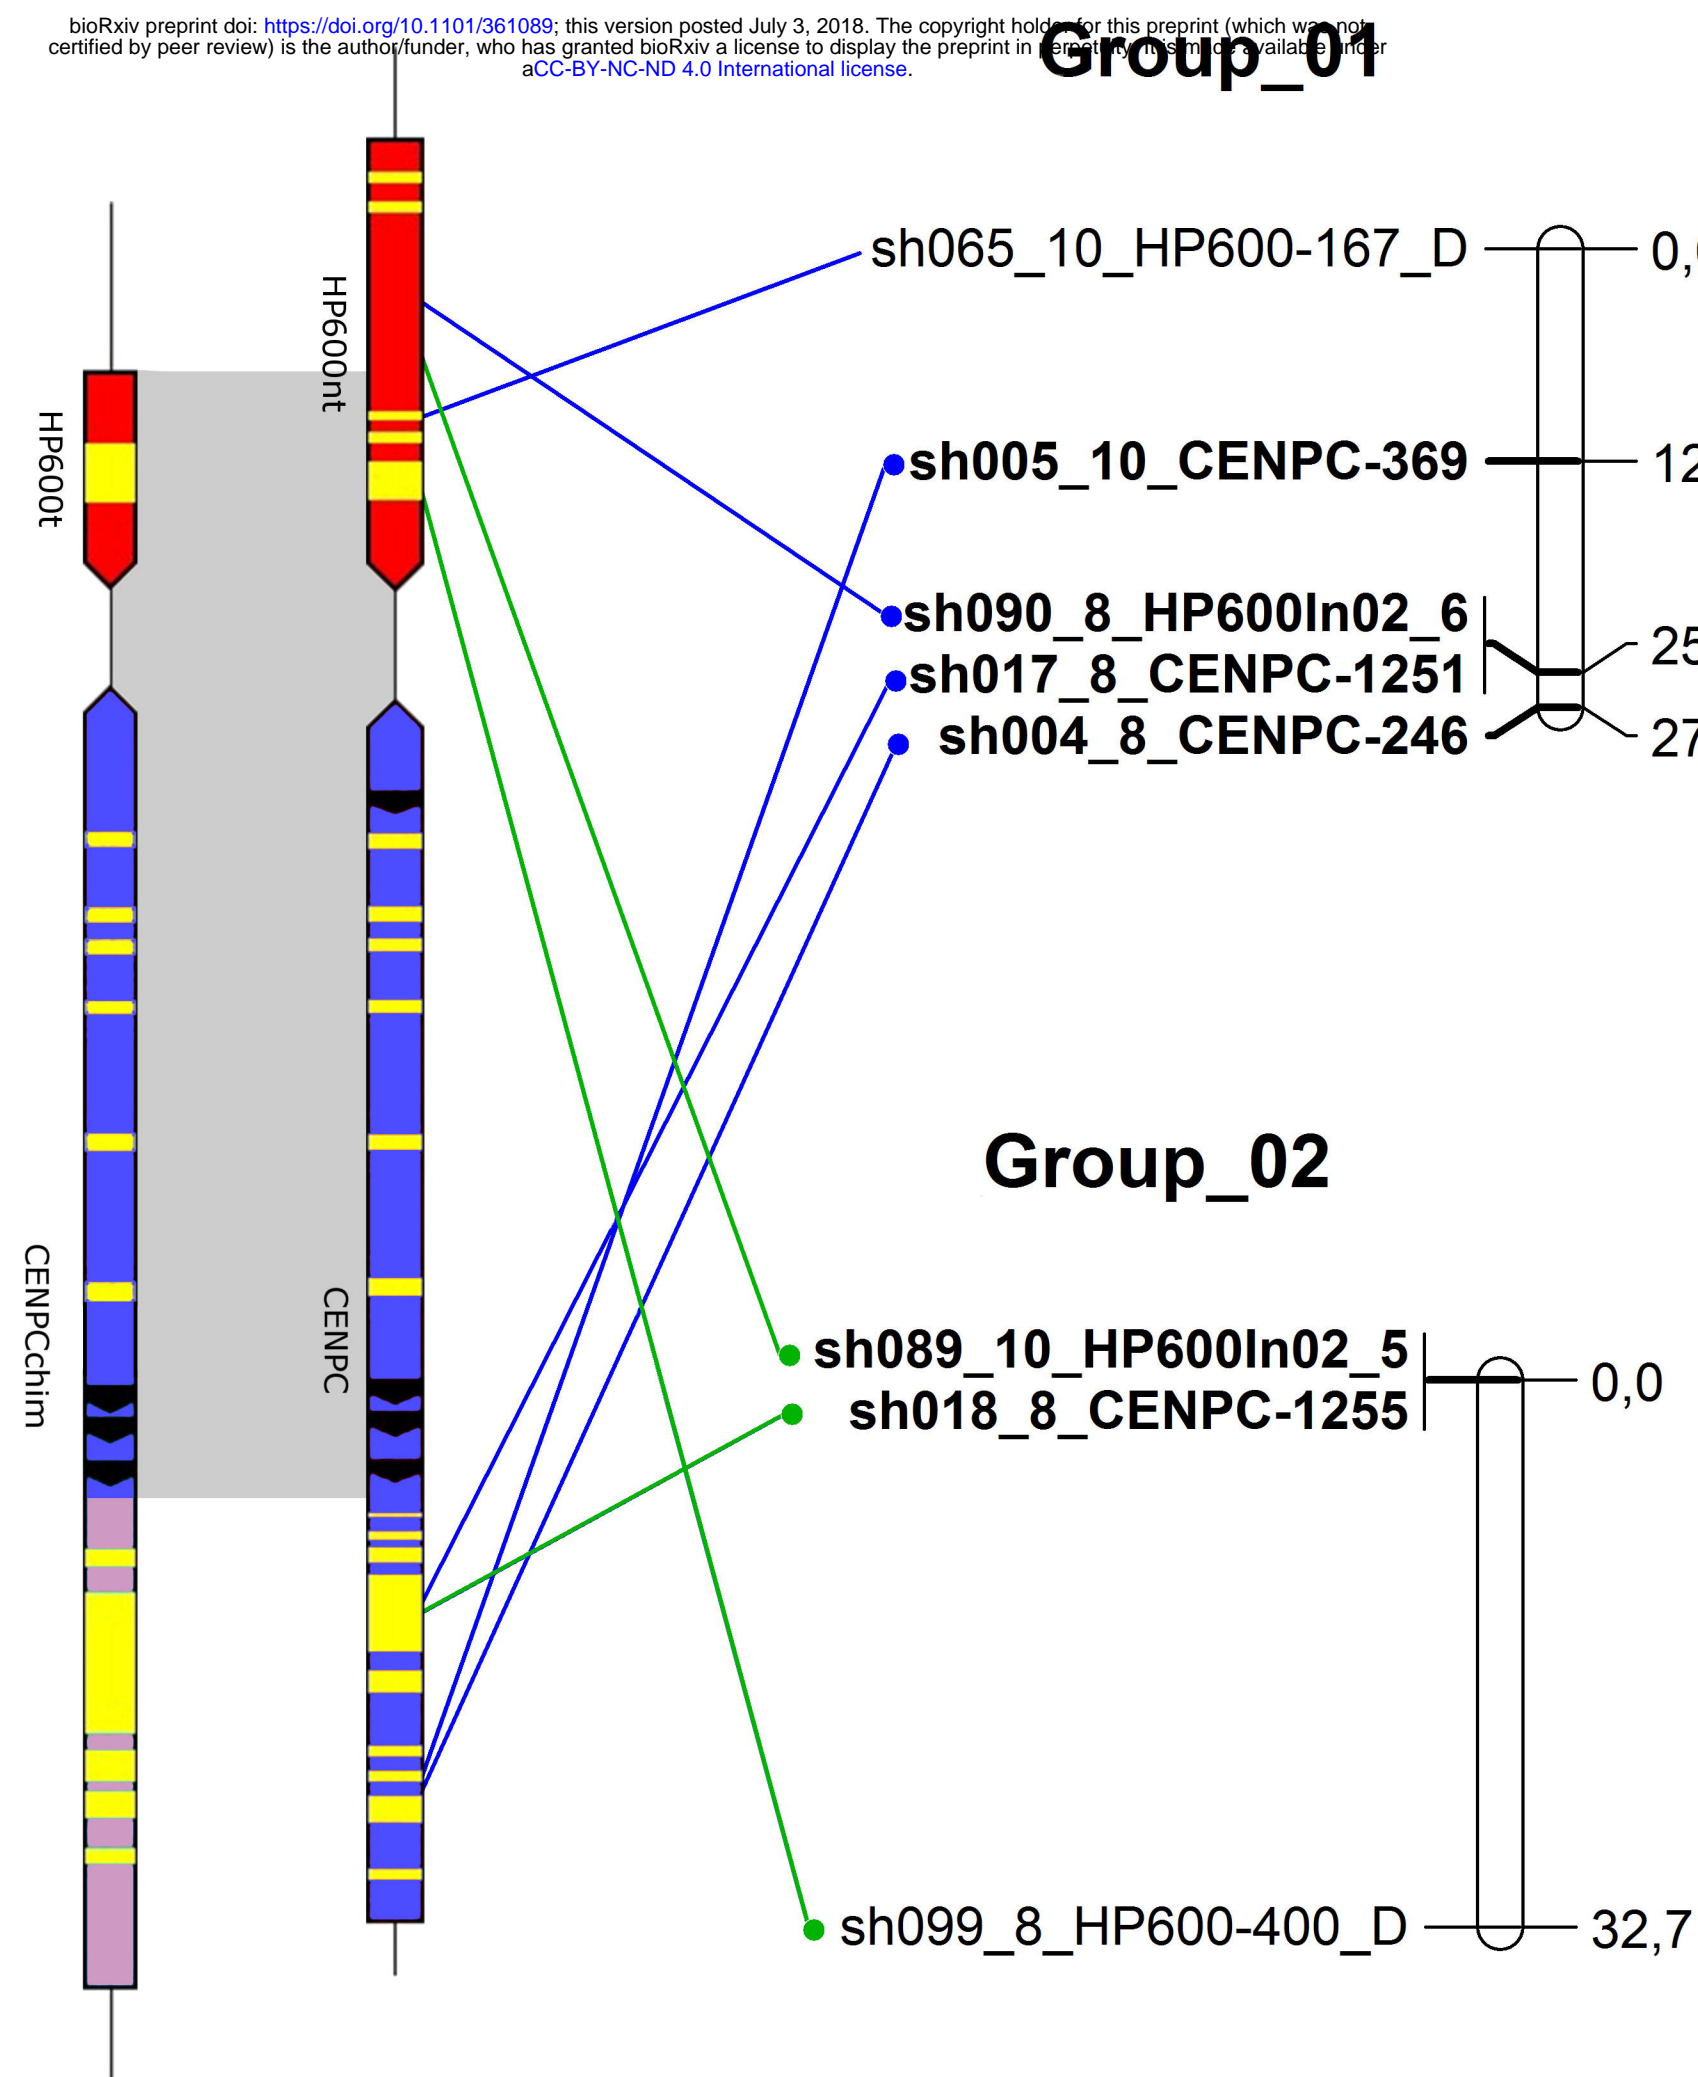 bioRxiv preprint doi: https://doi.org/10.1101/361089; this version posted July 3, 2018. The copyright holder for this preprint (which was not
certified by peer review) is the author/funder, who has granted bioRxiv a license to display the preprint in perpetuity. It is made available under
aCC-BY-NC-ND 4.0 International license.
Group_01
HP600nt
HP600t
sh065_10_HP600-167_D
0,
sh005_10_CENPC-369
12
sh090_8_HP600In02_6
sh017_8_CENPC-1251
25
sh004_8_CENPC-246
27
Group_02
CENPCchim
CENPC
sh089_10_HP600In02_5
0,0
sh018_8_CENPC-1255
sh099_8_HP600-400_D
32,7